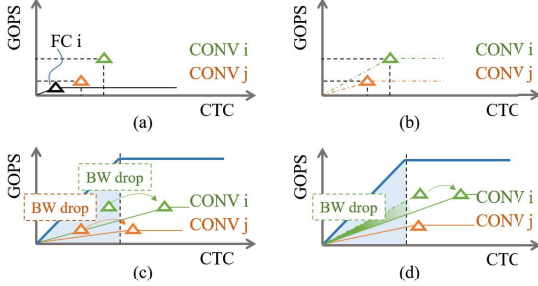 GOPS
FC i
CONV i
CONV j
CTC
(a)
GOPS
CONV i
CONV j
CTC
(b)
GOPS
BW drop
BW drop
CONV i
CONV j
CTC
(c)
GOPS
BW drop
CONV i
CONV j
CTC
(d)